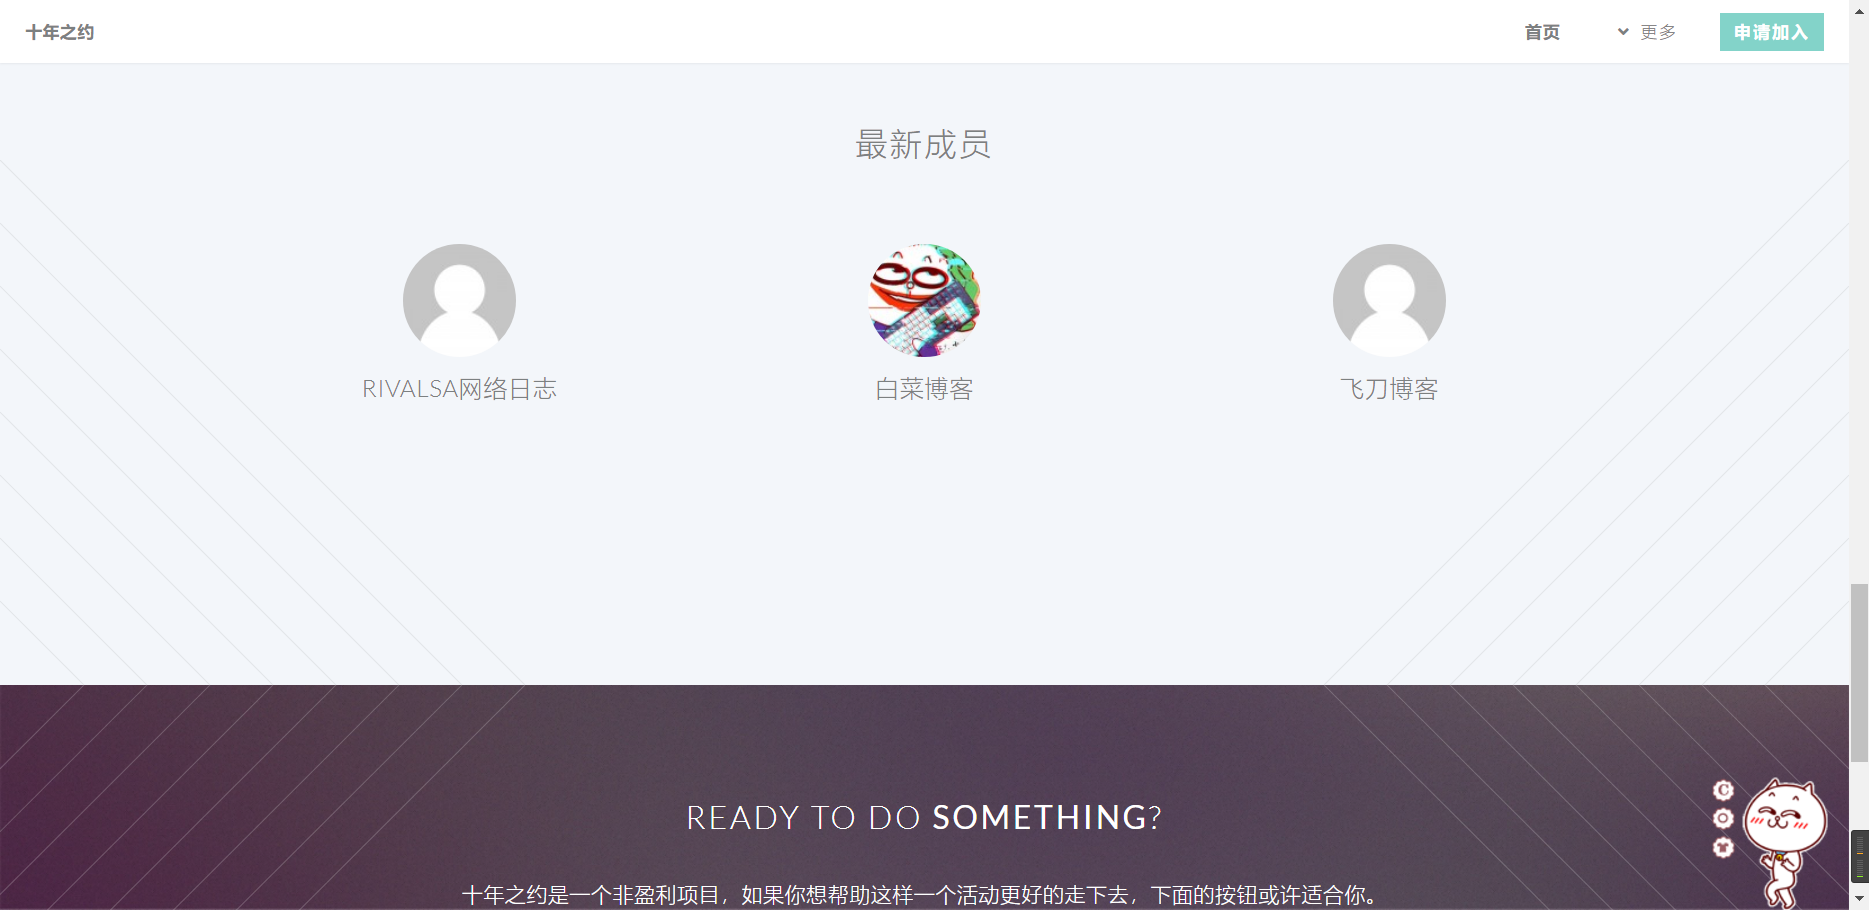 十年之约
首页
更多
申请加入
最新成员
RIVALSA网络日志
白菜博客
飞刀博客
READY TO DO SOMETHING?
十年之约是一个非盈利项目，如果你想帮助这样一个活动更好的走下去，下面的按钮或许适合你。